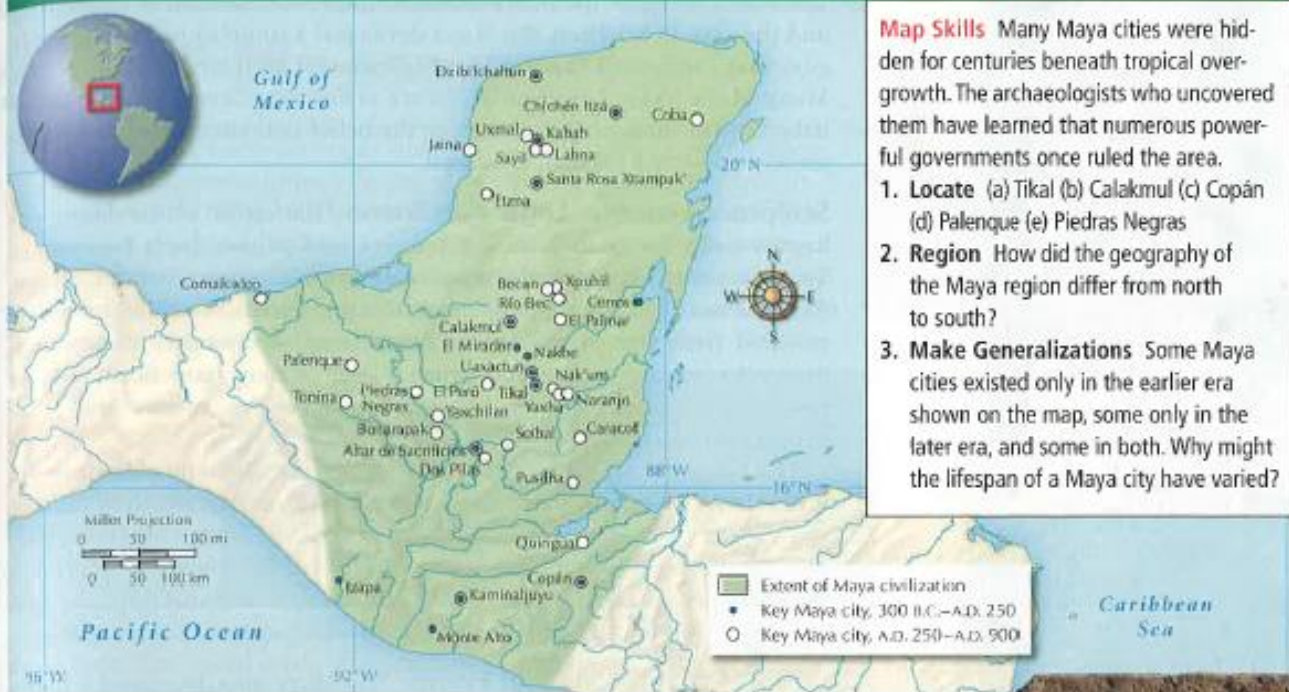 Gulf of
Mexico
Dzibilchaltun
Chichén Itzá
Coba
Uxmal
Kabah
Jaina
Sayil
Labna
20°N
Santa Rosa Xtampak'
Etzna
N
W
E
S
Comalcalco
Becan
Xpuhil
Río Bec
Cerros
El Palmar
Calakmul
El Mirador
Nakbe
Uaxactun
Palenque
Nak'um
Piedras
Negras
El Perú
Tikal
Tonina
Yaxha
Naranjo
Yaxchilan
Bonampak
Seibal
Caracol
Altar de Sacrificios
Dos Pilas
Pusilha
88°W
16°N
Miller Projection
0 50 100 mi
0 50 100 km
Quirigua
Copán
Izapa
Kaminaljuyu
Monte Alto
Pacific Ocean
Caribbean
Sea
96°W
92°W
Extent of Maya civilization
Key Maya city, 300 B.C.–A.D. 250
Key Maya city, A.D. 250–A.D. 900
Map Skills Many Maya cities were hid-
den for centuries beneath tropical over-
growth. The archaeologists who uncovered
them have learned that numerous power-
ful governments once ruled the area.
1. Locate (a) Tikal (b) Calakmul (c) Copán
(d) Palenque (e) Piedras Negras
2. Region How did the geography of
the Maya region differ from north
to south?
3. Make Generalizations Some Maya
cities existed only in the earlier era
shown on the map, some only in the
later era, and some in both. Why might
the lifespan of a Maya city have varied?